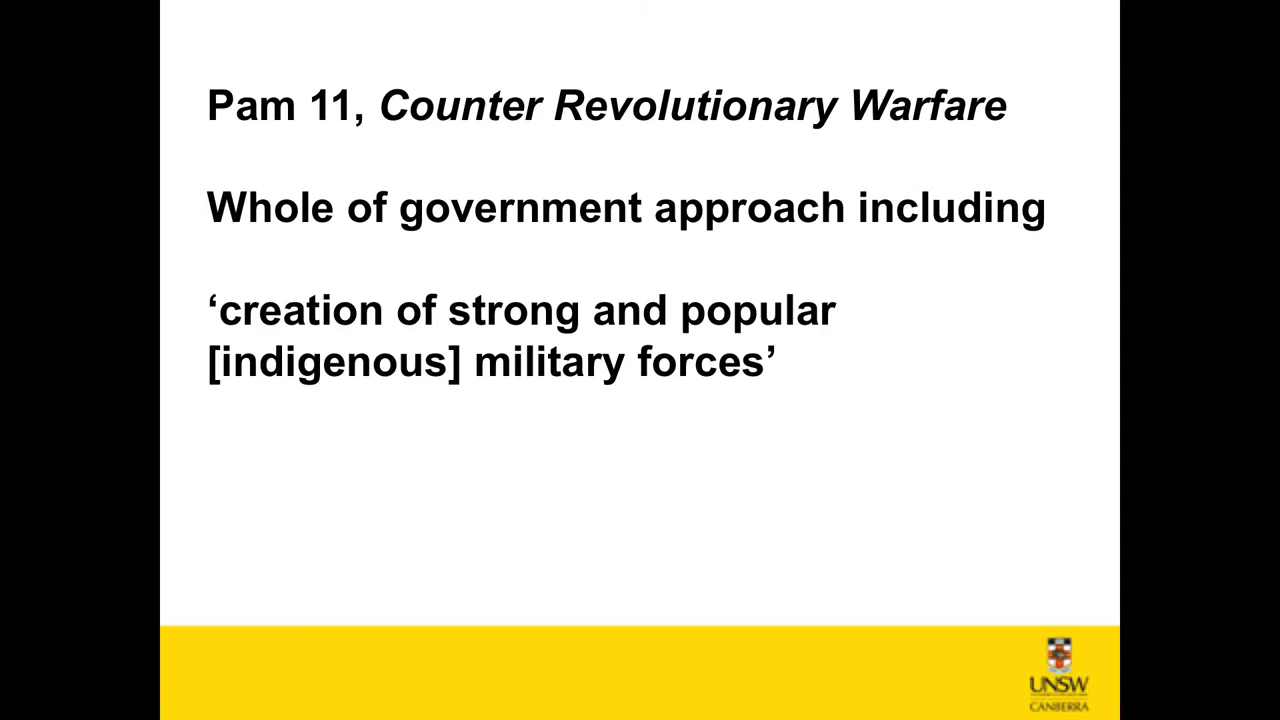 Pam 11, Counter Revolutionary Warfare
Whole of government approach including
‘creation of strong and popular
[indigenous] military forces’
UNSW
CANBERRA